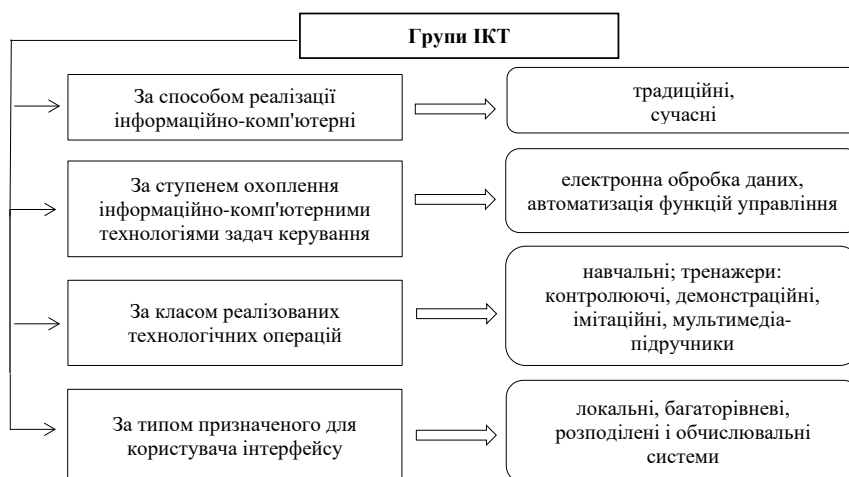 Групи ІКТ
За способом реалізації
інформаційно-комп'ютерні
традиційні,
сучасні
За ступенем охоплення
інформаційно-комп'ютерними
технологіями задач керування
електронна обробка даних,
автоматизація функцій управління
За класом реалізованих
технологічних операцій
навчальні; тренажери:
контролюючі, демонстраційні,
імітаційні, мультимедіа-
підручники
За типом призначеного для
користувача інтерфейсу
локальні, багаторівневі,
розподілені і обчислювальні
системи